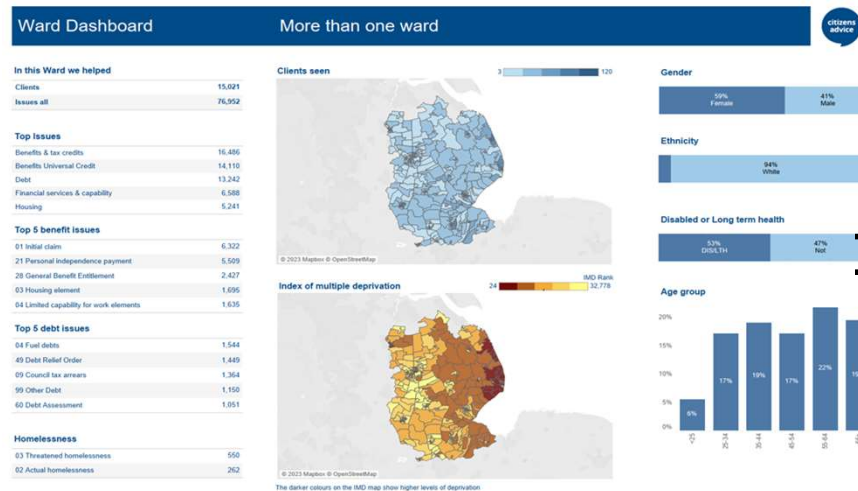 Ward Dashboard
More than one ward
citizens
advice
In this Ward we helped
Clients 15,021
Issues all 76,952
Top Issues
Benefits & tax credits 16,486
Benefits Universal Credit 14,110
Debt 13,242
Financial services & capability 6,588
Housing 5,241
Top 5 benefit issues
01 Initial claim 6,322
21 Personal independence payment 5,509
28 General Benefit Entitlement 2,427
03 Housing element 1,695
04 Limited capability for work elements 1,635
Top 5 debt issues
04 Fuel debts 1,544
49 Debt Relief Order 1,449
09 Council tax arrears 1,364
99 Other Debt 1,150
60 Debt Assessment 1,051
Homelessness
03 Threatened homelessness 550
02 Actual homelessness 262
Clients seen
3 120
© 2023 Mapbox © OpenStreetMap
Index of multiple deprivation
IMD Rank
24 32,778
© 2023 Mapbox © OpenStreetMap
The darker colours on the IMD map show higher levels of deprivation
Gender
59% 41%
Female Male
Ethnicity
94%
White
Disabled or Long term health
53% 47%
DIS/LTH Not
Age group
20%
15%
10%
5%
0%
6% 17% 19% 17% 22%
<25 25-34 35-44 45-54 55-64